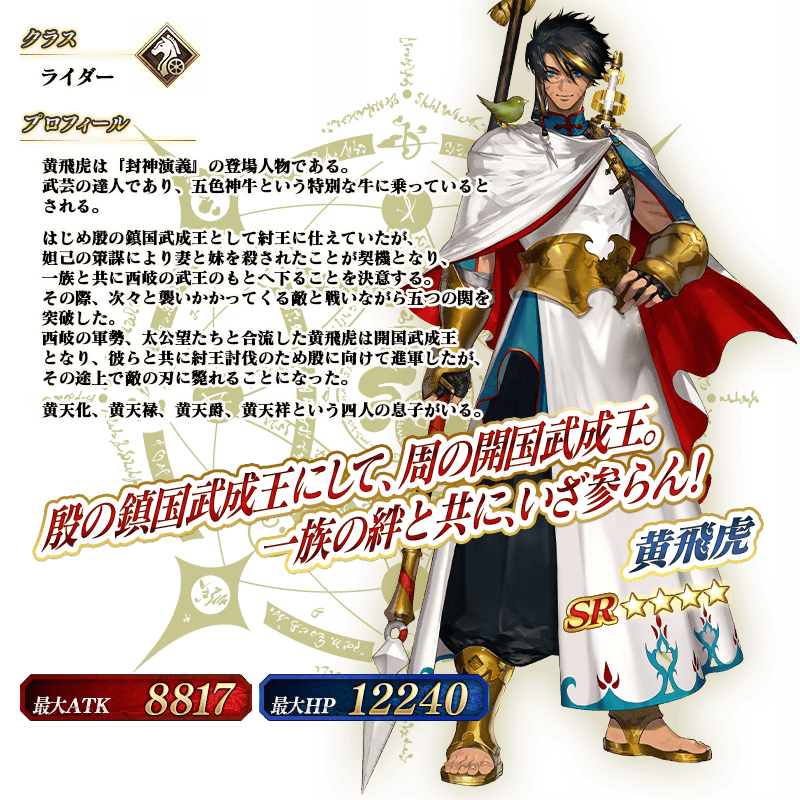 クラス
ライダー
プロフィール
黄飛虎は『封神演義』の登場人物である。
武芸の達人であり、五色神牛という特別な牛に乗っていると
される。
はじめ殷の鎮国武成王として紂王に仕えていたが、
妲己の策謀により妻と妹を殺されたことが契機となり、
一族と共に西岐の武王のもとへ下ることを決意する。
その際、次々と襲いかかってくる敵と戦いながら五つの関を
突破した。
西岐の軍勢、太公望たちと合流した黄飛虎は開国武成王
となり、彼らと共に紂王討伐のため殷に向けて進軍したが、
その途上で敵の刃に斃れることになった。
黄天化、黄天禄、黄天爵、黄天祥という四人の息子がいる。
殷の鎮国武成王にして、周の開国武成王。
一族の絆と共に、いざ参らん!
黄飛虎
SR
最大ATK 8817
最大HP 12240